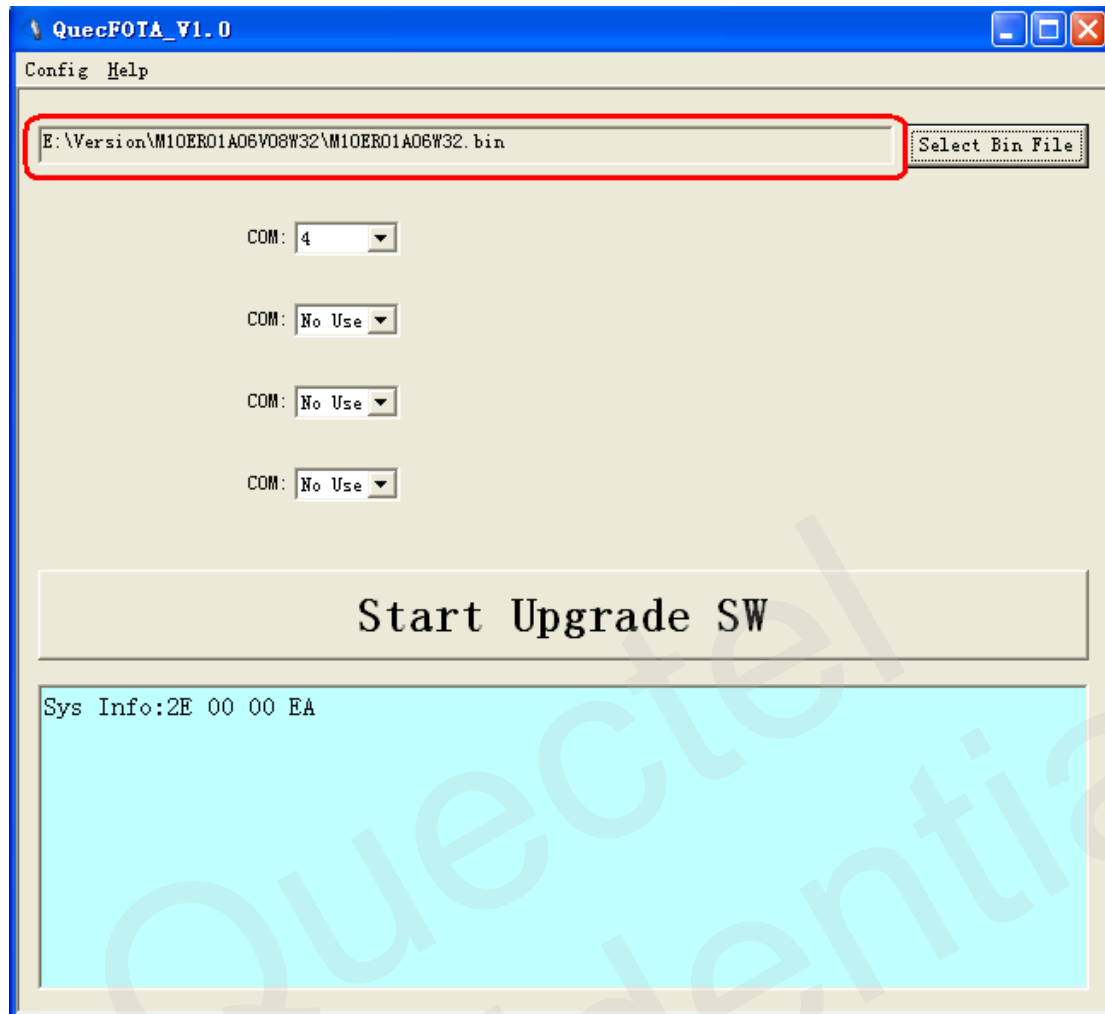 QuecFOTA_V1.0
Config Help
E:\Version\M10ER01A06V08W32\M10ER01A06W32.bin
Select Bin File
COM: 4
COM: No Use
COM: No Use
COM: No Use
Start Upgrade SW
Sys Info:2E 00 00 EA
Quectel